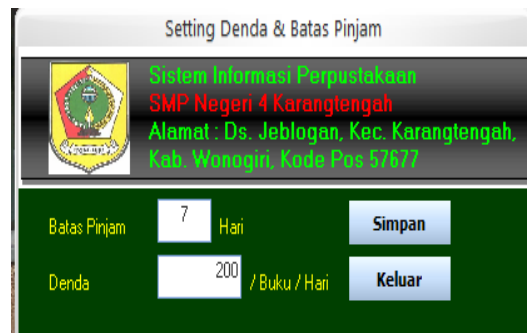 Setting Denda & Batas Pinjam
Sistem Informasi Perpustakaan
SMP Negeri 4 Karangtengah
Alamat : Ds. Jeblogan, Kec. Karangtengah,
Kab. Wonogiri, Kode Pos 57677
Batas Pinjam 7 Hari Simpan
Denda 200 / Buku / Hari Keluar